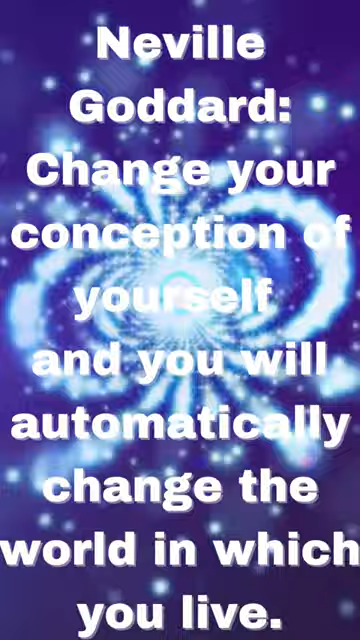 Neville
Goddard:
Change your
conception of
yourself
and you will
automatically
change the
world in which
you live.